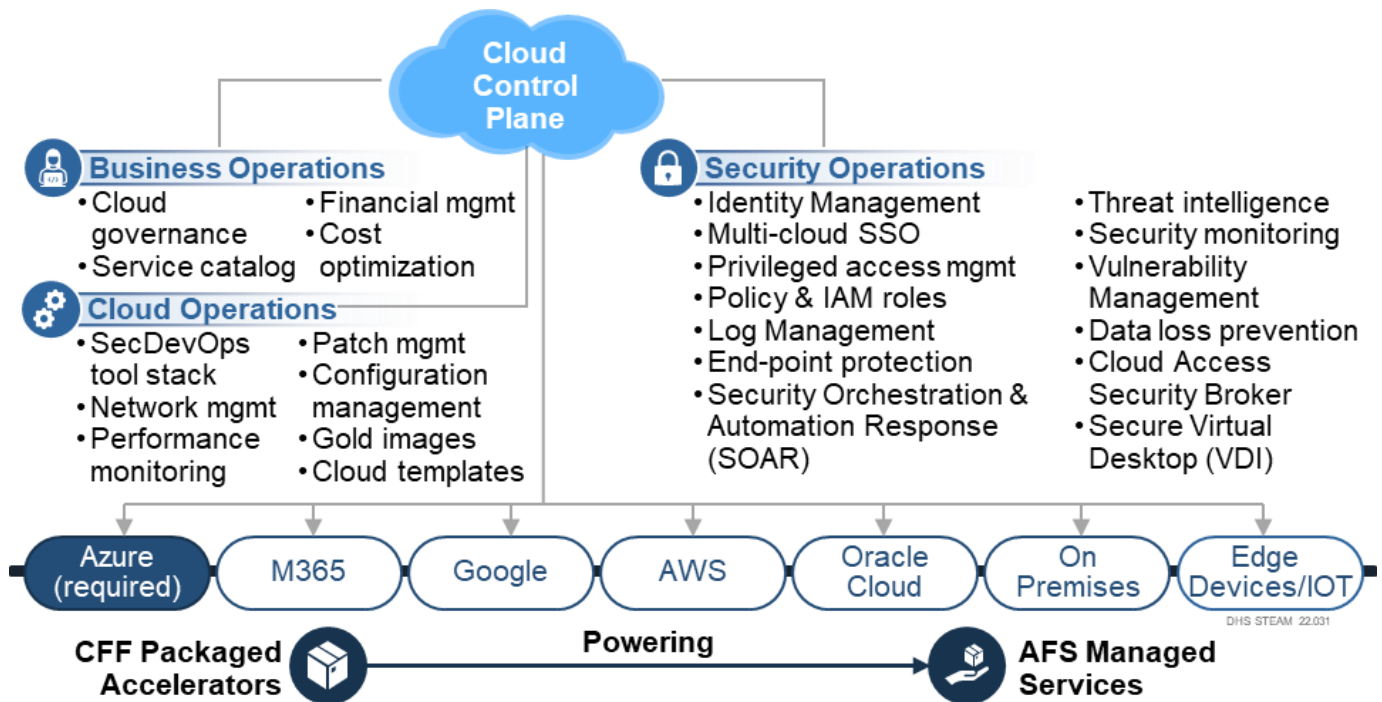 Cloud
Control
Plane
Business Operations
• Cloud
governance
• Service catalog
• Financial mgmt
• Cost
optimization
Cloud Operations
• SecDevOps
tool stack
• Network mgmt
• Performance
monitoring
• Patch mgmt
• Configuration
management
• Gold images
• Cloud templates
Security Operations
• Identity Management
• Multi-cloud SSO
• Privileged access mgmt
• Policy & IAM roles
• Log Management
• End-point protection
• Security Orchestration &
Automation Response
(SOAR)
• Threat intelligence
• Security monitoring
• Vulnerability
Management
• Data loss prevention
• Cloud Access
Security Broker
• Secure Virtual
Desktop (VDI)
Azure
(required)
M365
Google
AWS
Oracle
Cloud
On
Premises
Edge
Devices/IOT
DHS STEAM 22.031
CFF Packaged
Accelerators
Powering
AFS Managed
Services